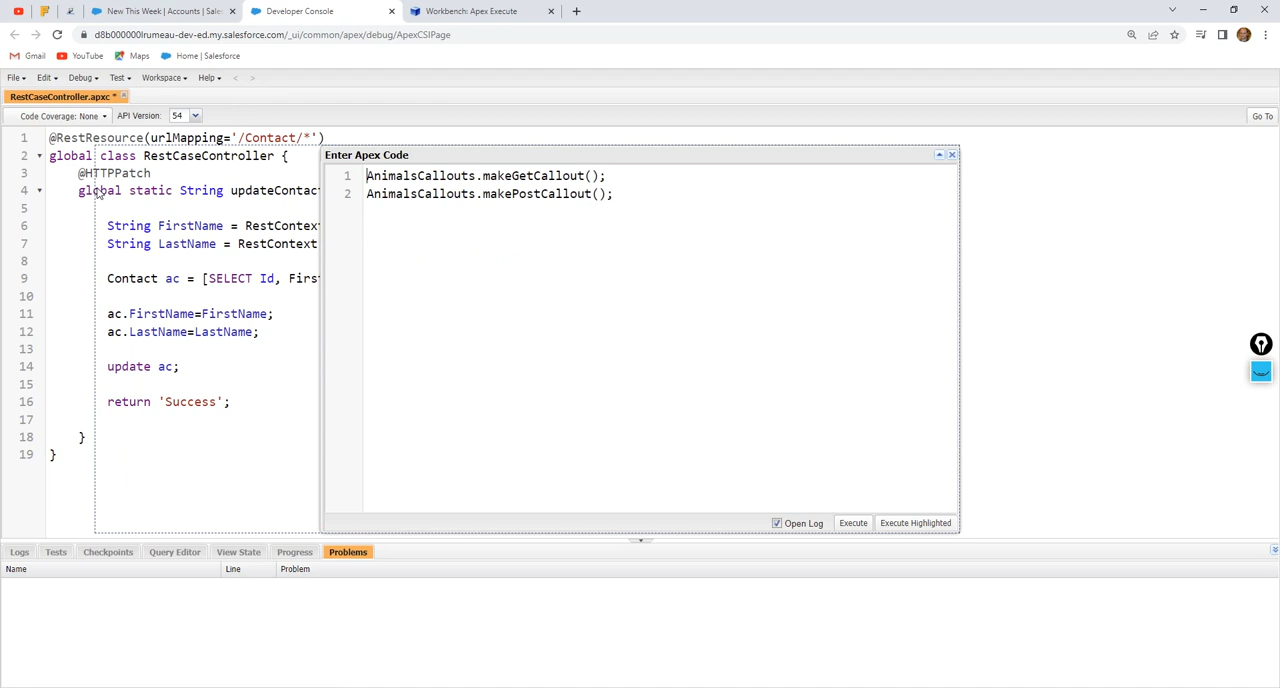 New This Week | Accounts | Sales
Developer Console
Workbench: Apex Execute
d8b000000lrumeau-dev-ed.my.salesforce.com/_ui/common/apex/debug/ApexCSIPage
Gmail YouTube Maps Home | Salesforce
File Edit Debug Test Workspace Help < >
RestCaseController.apxc *
Code Coverage: None API Version: 54 Go To
1 @RestResource(urlMapping='/Contact/*')
2 global class RestCaseController {
3 @HTTPPatch
4 global static String updateContact
5
6 String FirstName = RestContext
7 String LastName = RestContext
8
9 Contact ac = [SELECT Id, First
10
11 ac.FirstName=FirstName;
12 ac.LastName=LastName;
13
14 update ac;
15
16 return 'Success';
17
18 }
19 }
Enter Apex Code
1 AnimalsCallouts.makeGetCallout();
2 AnimalsCallouts.makePostCallout();
Open Log Execute Execute Highlighted
Logs Tests Checkpoints Query Editor View State Progress Problems
Name Line Problem